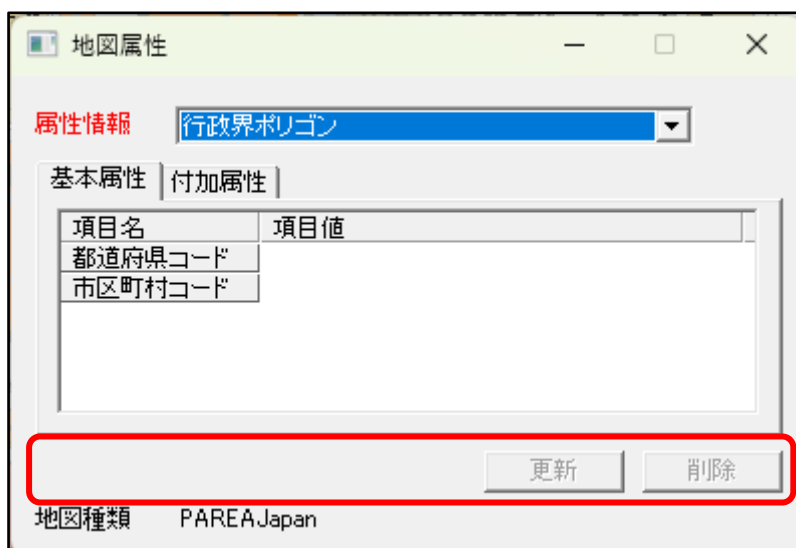 地図属性
属性情報 行政界ポリゴン
基本属性 付加属性
項目名 項目値
都道府県コード
市区町村コード
更新 削除
地図種類 PAREAJapan